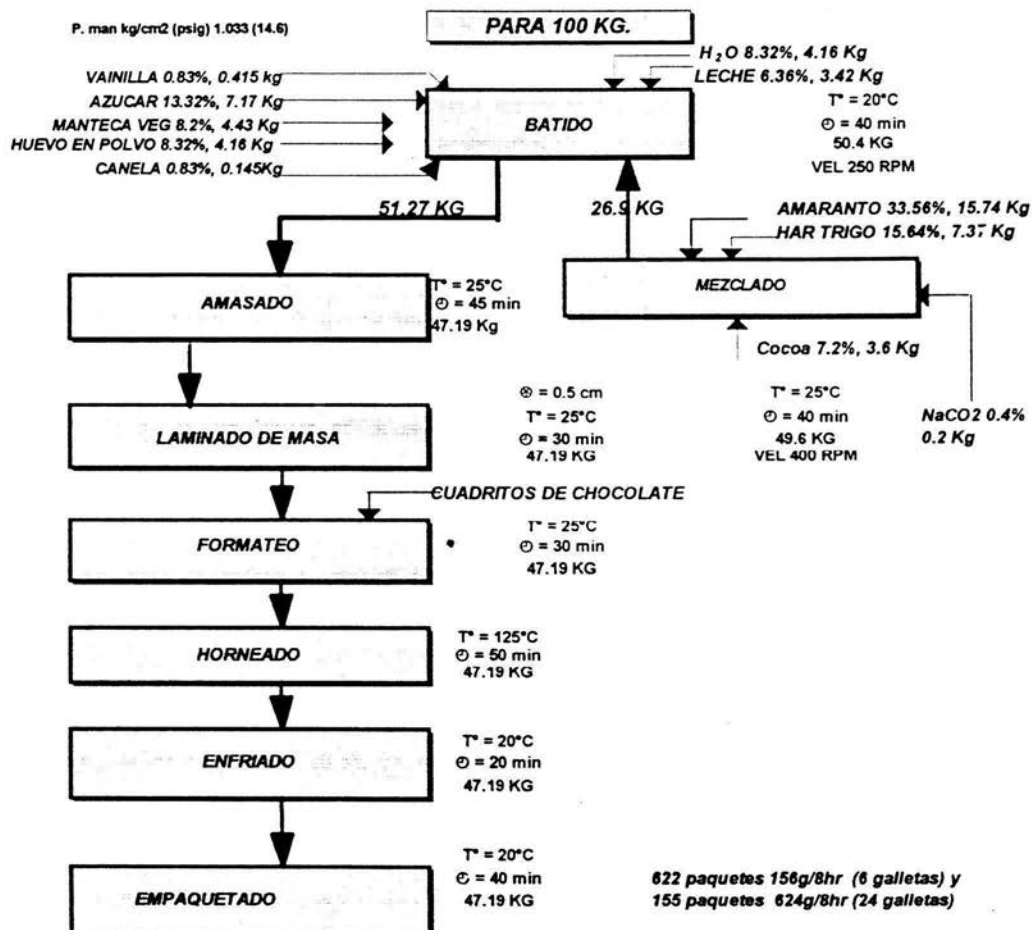 P. man kg/cm2 (psig) 1.033 (14.6)
PARA 100 KG.
H₂O 8.32%, 4.16 Kg
LECHE 6.36%, 3.42 Kg
VAINILLA 0.83%, 0.415 kg
AZUCAR 13.32%, 7.17 Kg
MANTECA VEG 8.2%, 4.43 Kg
HUEVO EN POLVO 8.32%, 4.16 Kg
CANELA 0.83%, 0.145Kg
BATIDO
T° = 20°C
⏲ = 40 min
50.4 KG
VEL 250 RPM
51.27 KG
26.9 KG
AMARANTO 33.56%, 15.74 Kg
HAR TRIGO 15.64%, 7.37 Kg
MEZCLADO
AMASADO
T° = 25°C
⏲ = 45 min
47.19 Kg
Cocoa 7.2%, 3.6 Kg
NaCO2 0.4%
0.2 Kg
T° = 25°C
⏲ = 40 min
49.6 KG
VEL 400 RPM
LAMINADO DE MASA
⊗ = 0.5 cm
T° = 25°C
⏲ = 30 min
47.19 KG
CUADRITOS DE CHOCOLATE
FORMATEO
T° = 25°C
⏲ = 30 min
47.19 KG
HORNEADO
T° = 125°C
⏲ = 50 min
47.19 KG
ENFRIADO
T° = 20°C
⏲ = 20 min
47.19 KG
EMPAQUETADO
T° = 20°C
⏲ = 40 min
47.19 KG
622 paquetes 156g/8hr (6 galletas) y
155 paquetes 624g/8hr (24 galletas)